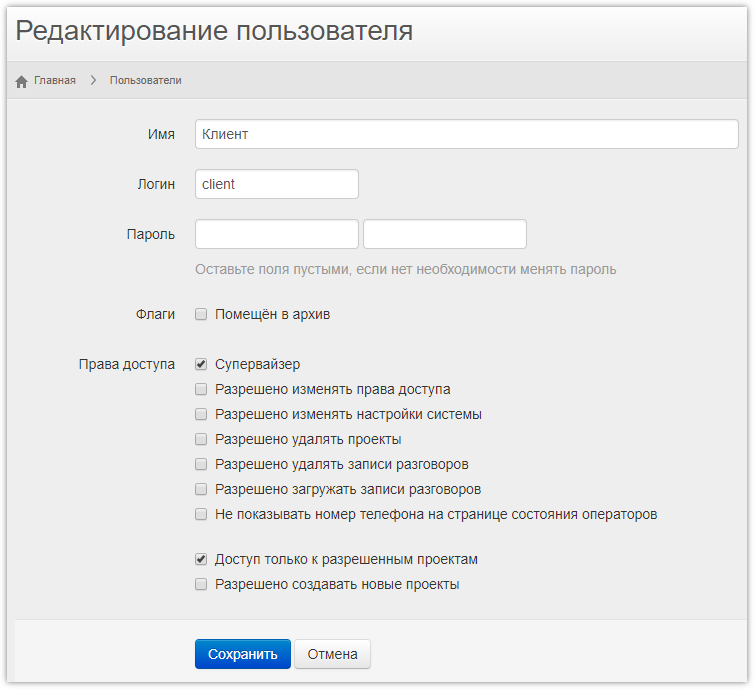 Редактирование пользователя
Главная > Пользователи
Имя Клиент
Логин client
Пароль
Оставьте поля пустыми, если нет необходимости менять пароль
Флаги Помещён в архив
Права доступа Супервайзер
Разрешено изменять права доступа
Разрешено изменять настройки системы
Разрешено удалять проекты
Разрешено удалять записи разговоров
Разрешено загружать записи разговоров
Не показывать номер телефона на странице состояния операторов
Доступ только к разрешенным проектам
Разрешено создавать новые проекты
Сохранить Отмена